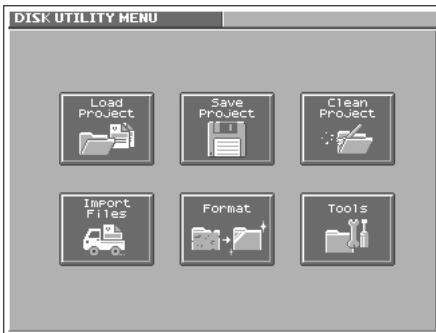 DISK UTILITY MENU
Load
Project
Save
Project
Clean
Project
Import
Files
Format
Tools